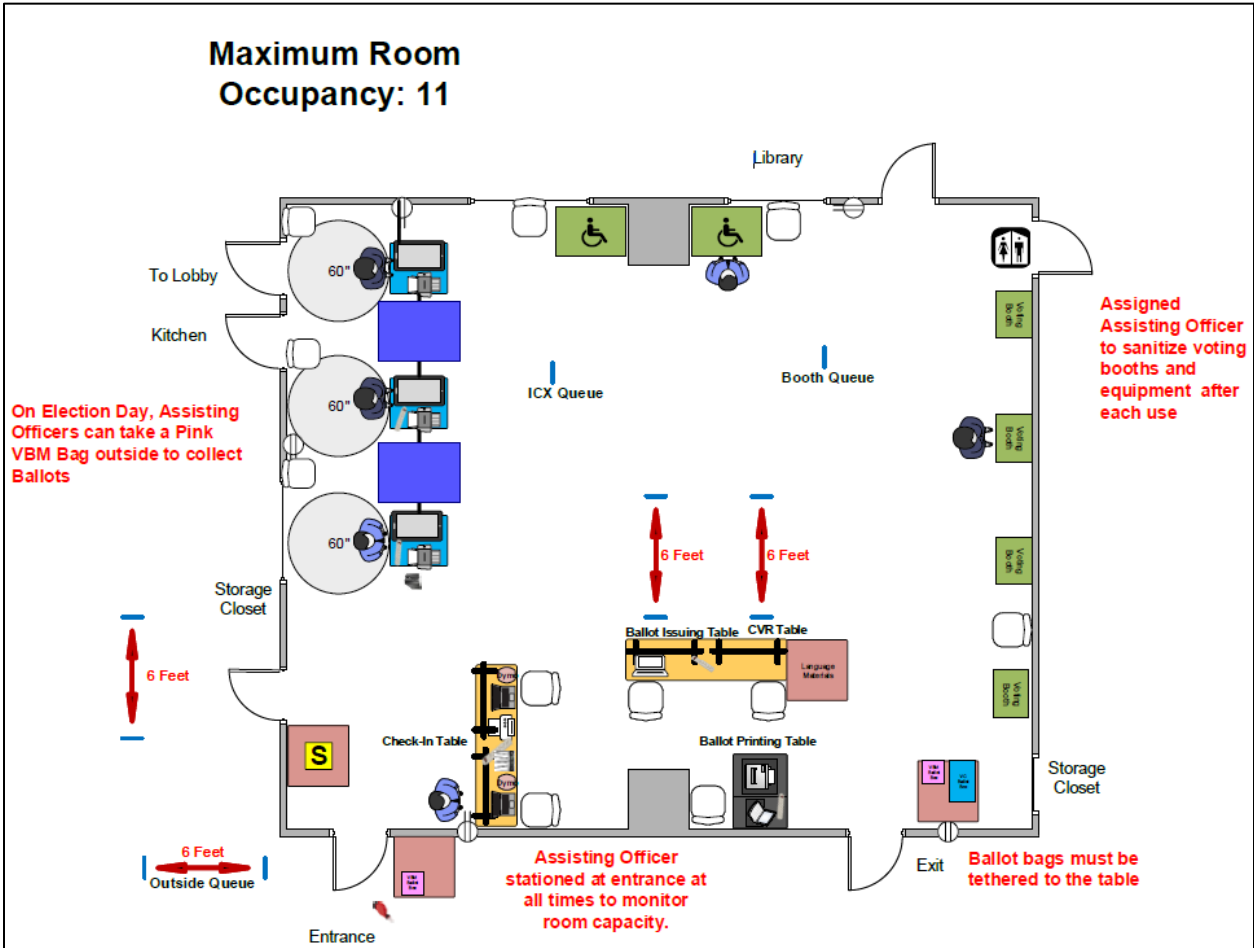 Maximum Room
Occupancy: 11
Library
To Lobby
60"
Kitchen
60"
60"
Voting
Booth
Assigned
Assisting Officer
to sanitize voting
booths and
equipment after
each use
ICX Queue
Booth Queue
On Election Day, Assisting
Officers can take a Pink
VBM Bag outside to collect
Ballots
Voting
Booth
6 Feet
6 Feet
Voting
Booth
Storage
Closet
6 Feet
Ballot Issuing Table
CVR Table
Language
Materials
Voting
Booth
Dymo
Check-In Table
S
Ballot Printing Table
Dymo
Storage
Closet
6 Feet
Outside Queue
Assisting Officer
stationed at entrance at
all times to monitor
room capacity.
Exit
Ballot bags must be
tethered to the table
Entrance